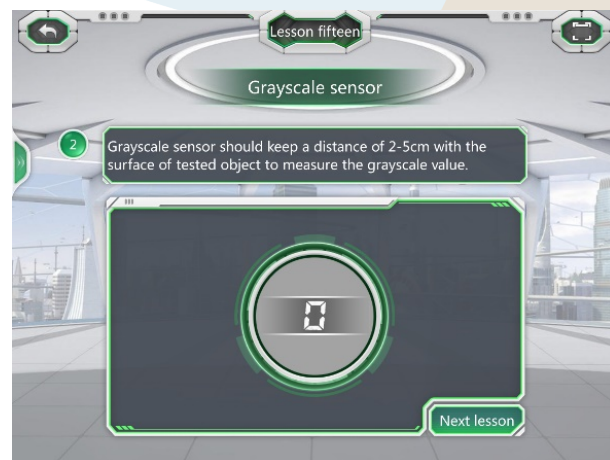 Lesson fifteen
Grayscale sensor
2
Grayscale sensor should keep a distance of 2-5cm with the
surface of tested object to measure the grayscale value.
0
Next lesson